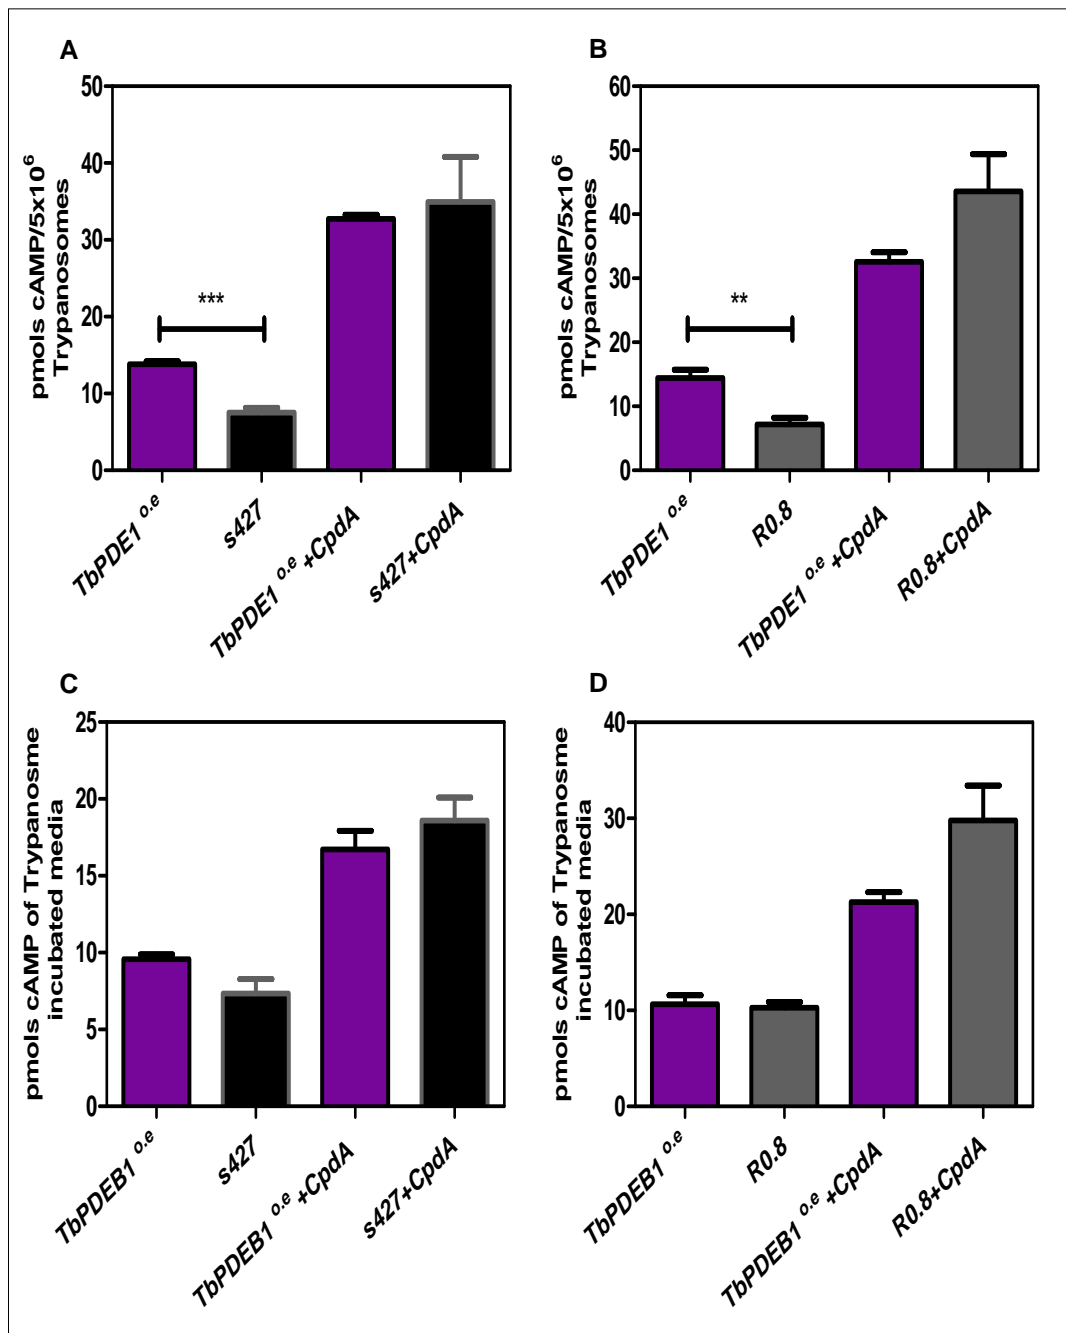 A
pmols cAMP/5x10⁶
Trypanosomes
50
40
30
20
10
0
***
TbPDE1 o.e
s427
TbPDE1 o.e +CpdA
s427+CpdA
B
pmols cAMP/5x10⁶
Trypanosomes
60
50
40
30
20
10
0
**
TbPDE1 o.e
R0.8
TbPDE1 o.e +CpdA
R0.8+CpdA
C
pmols cAMP of Trypanosme
incubated media
25
20
15
10
5
0
TbPDEB1 o.e
s427
TbPDEB1 o.e +CpdA
s427+CpdA
D
pmols cAMP of Trypanosme
incubated media
40
30
20
10
0
TbPDEB1 o.e
R0.8
TbPDEB1 o.e +CpdA
R0.8+CpdA